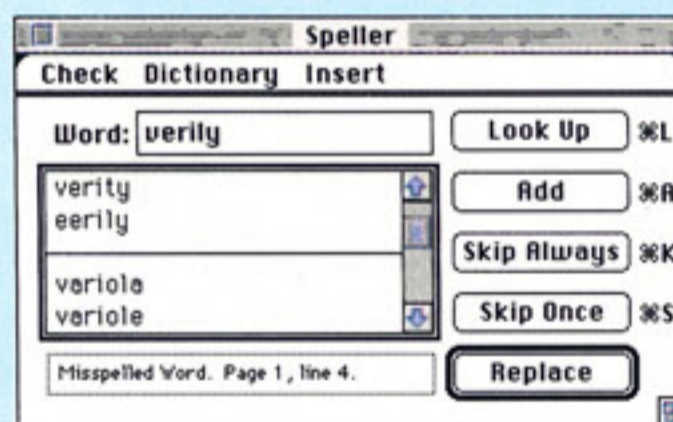 Speller
Check Dictionary Insert
Word: verily
Look Up ⌘L
verity
eerily
Add ⌘A
Skip Always ⌘K
variola
variole
Skip Once ⌘S
Misspelled Word. Page 1, line 4.
Replace